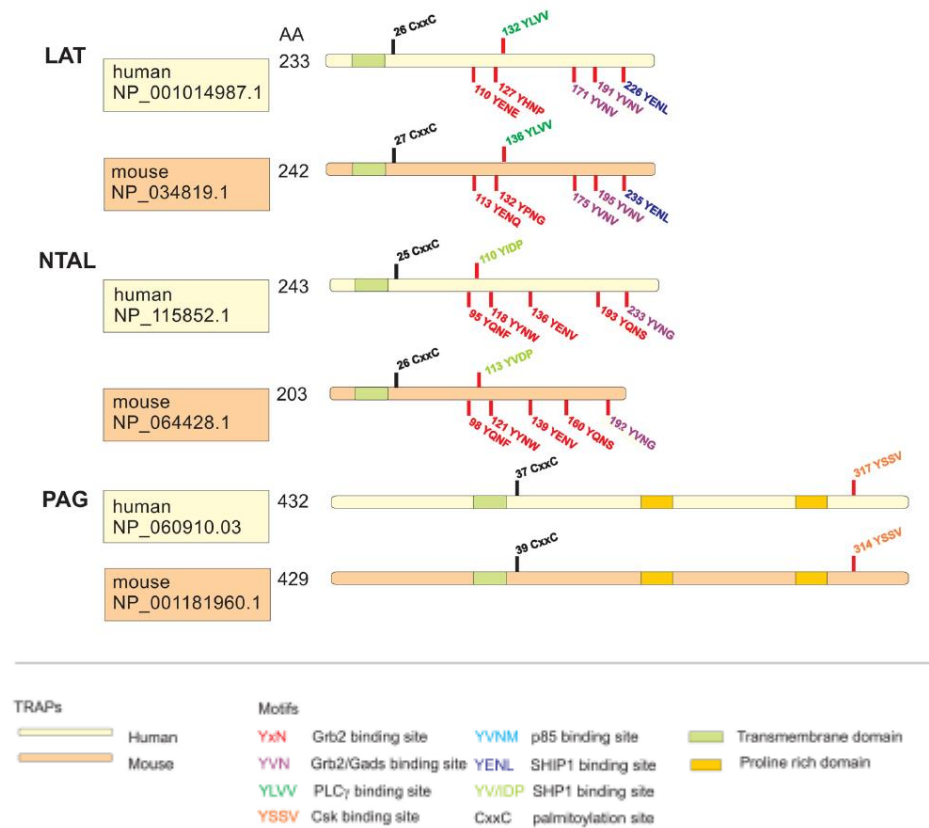 AA
LAT
233
human
NP_001014987.1
26 CxxC
132 YLVV
110 YENE
127 YHNP
171 YVNV
191 YVNV
226 YENL
242
mouse
NP_034819.1
27 CxxC
136 YLVV
113 YENQ
132 YPNG
175 YVNV
195 YVNV
235 YENL
NTAL
243
human
NP_115852.1
25 CxxC
110 YIDP
95 YQNF
118 YYNW
136 YENV
193 YQNS
233 YVNG
203
mouse
NP_064428.1
26 CxxC
113 YVDP
98 YQNF
121 YYNW
139 YENV
160 YQNS
192 YVNG
PAG
432
human
NP_060910.03
37 CxxC
317 YSSV
429
mouse
NP_001181960.1
39 CxxC
314 YSSV
TRAPs
Human
Mouse
Motifs
YxN Grb2 binding site
YVN Grb2/Gads binding site
YLVV PLCγ binding site
YSSV Csk binding site
YVNM p85 binding site
YENL SHIP1 binding site
YV/IDP SHP1 binding site
CxxC palmitoylation site
Transmembrane domain
Proline rich domain